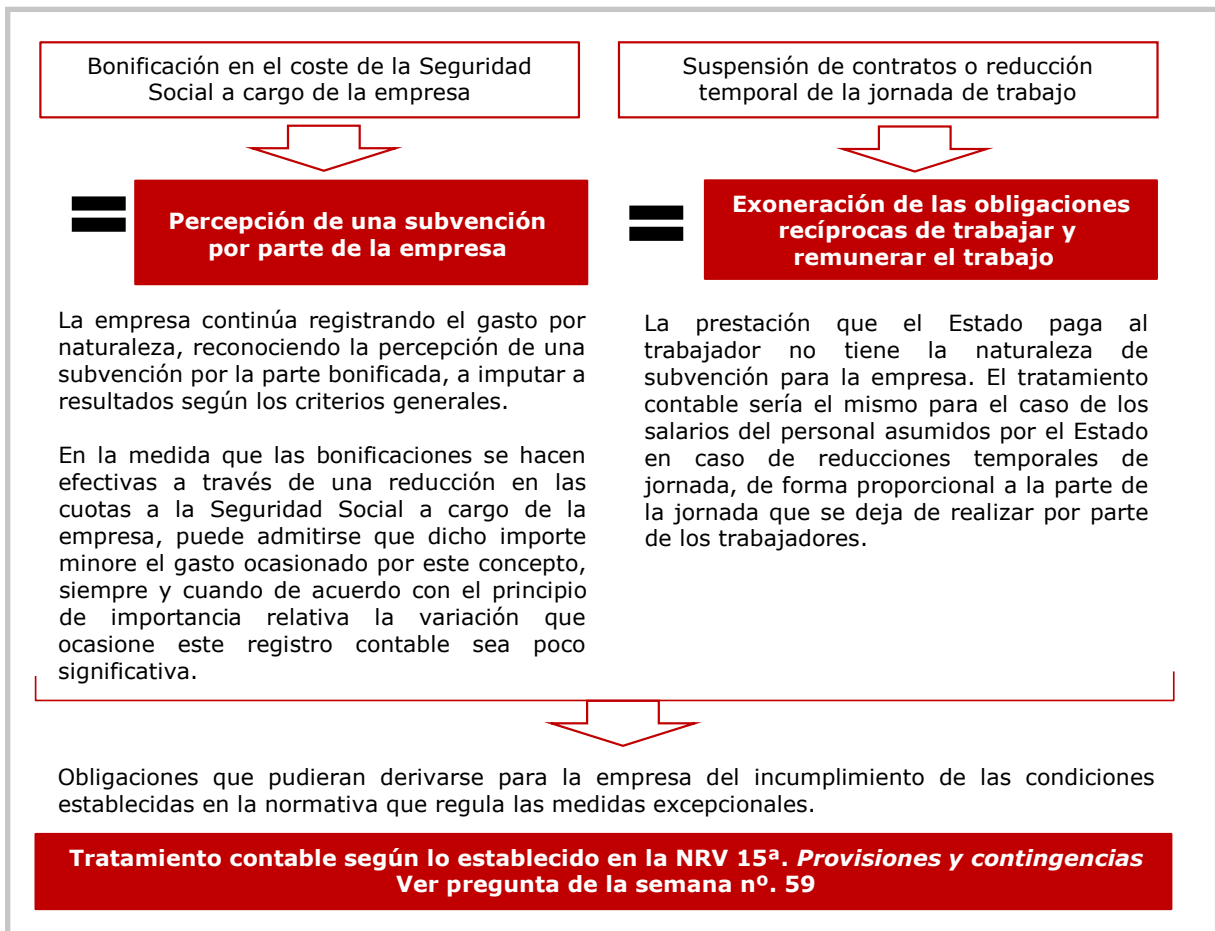 Bonificación en el coste de la Seguridad
Social a cargo de la empresa
Percepción de una subvención
por parte de la empresa
La empresa continúa registrando el gasto por
naturaleza, reconociendo la percepción de una
subvención por la parte bonificada, a imputar a
resultados según los criterios generales.
En la medida que las bonificaciones se hacen
efectivas a través de una reducción en las
cuotas a la Seguridad Social a cargo de la
empresa, puede admitirse que dicho importe
minore el gasto ocasionado por este concepto,
siempre y cuando de acuerdo con el principio
de importancia relativa la variación que
ocasione este registro contable sea poco
significativa.
Suspensión de contratos o reducción
temporal de la jornada de trabajo
Exoneración de las obligaciones
recíprocas de trabajar y
remunerar el trabajo
La prestación que el Estado paga al
trabajador no tiene la naturaleza de
subvención para la empresa. El tratamiento
contable sería el mismo para el caso de los
salarios del personal asumidos por el Estado
en caso de reducciones temporales de
jornada, de forma proporcional a la parte de
la jornada que se deja de realizar por parte
de los trabajadores.
Obligaciones que pudieran derivarse para la empresa del incumplimiento de las condiciones
establecidas en la normativa que regula las medidas excepcionales.
Tratamiento contable según lo establecido en la NRV 15ª. Provisiones y contingencias
Ver pregunta de la semana nº. 59